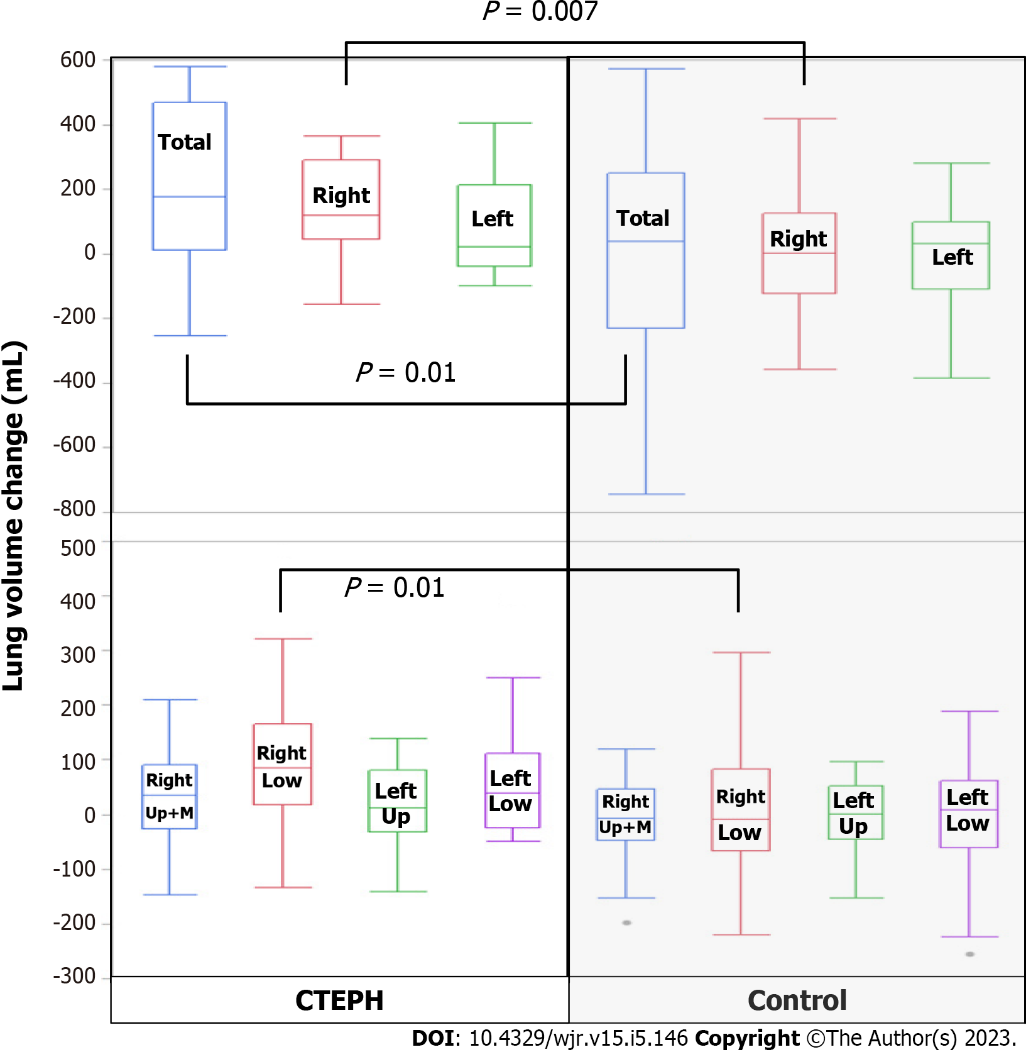 P = 0.007
600
400
200
0
-200
-400
-600
-800
Total
Right
Left
Total
Right
Left
P = 0.01
Lung volume change (mL)
500
400
300
200
100
0
-100
-200
-300
P = 0.01
Right
Up+M
Right
Low
Left
Up
Left
Low
Right
Up+M
Right
Low
Left
Up
Left
Low
CTEPH
Control
DOI: 10.4329/wjr.v15.i5.146 Copyright ©The Author(s) 2023.